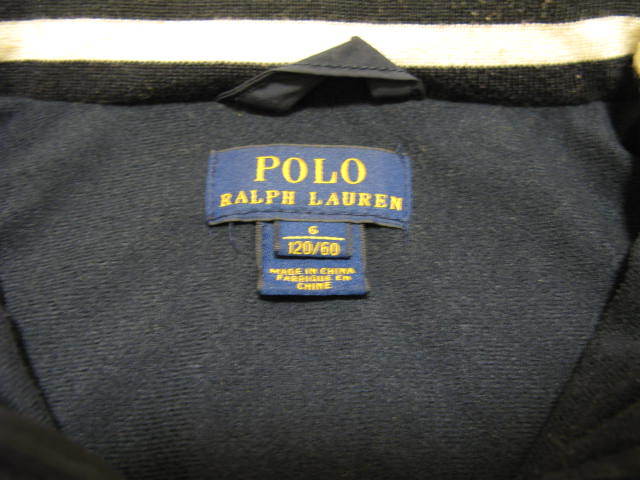 POLO
RALPH LAUREN
6
120/60
MADE IN CHINA
FABRIQUE EN
CHINE